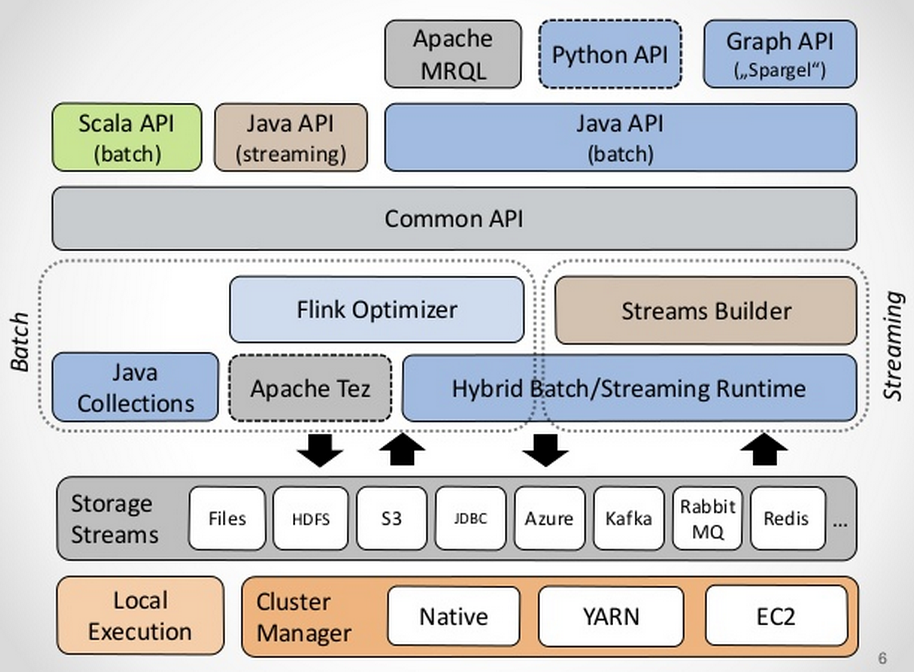 Apache
MRQL
Python API
Graph API
(„Spargel“)
Scala API
(batch)
Java API
(streaming)
Java API
(batch)
Common API
Batch
Flink Optimizer
Streams Builder
Streaming
Java
Collections
Apache Tez
Hybrid Batch/Streaming Runtime
Storage
Streams
Files
HDFS
S3
JDBC
Azure
Kafka
Rabbit
MQ
Redis
...
Local
Execution
Cluster
Manager
Native
YARN
EC2
6